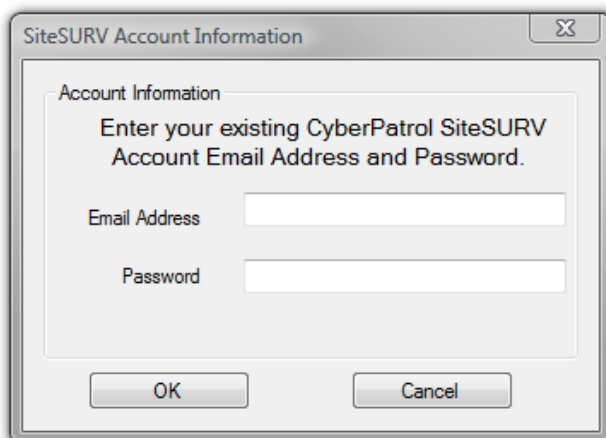 SiteSURV Account Information
Account Information
Enter your existing CyberPatrol SiteSURV
Account Email Address and Password.
Email Address
Password
OK
Cancel